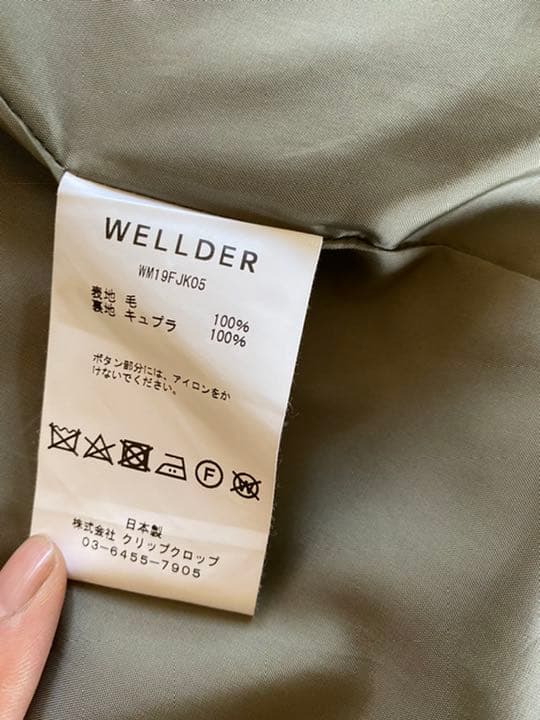 WELLDER
WM19FJK05
表地 毛 100%
裏地 キュプラ 100%
ボタン部分には、アイロンをか
けないでください。
F
W
日本製
株式会社 クリップクロップ
03-6455-7905